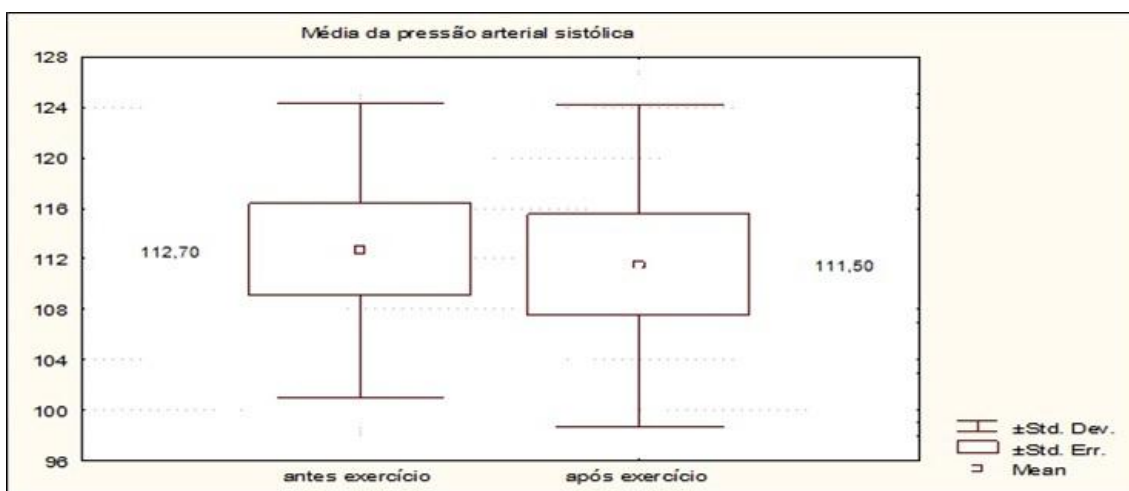 Média da pressão arterial sistólica
128
124
120
116
112
108
104
100
96
112,70
111,50
antes exercício
após exercício
±Std. Dev.
±Std. Err.
Mean